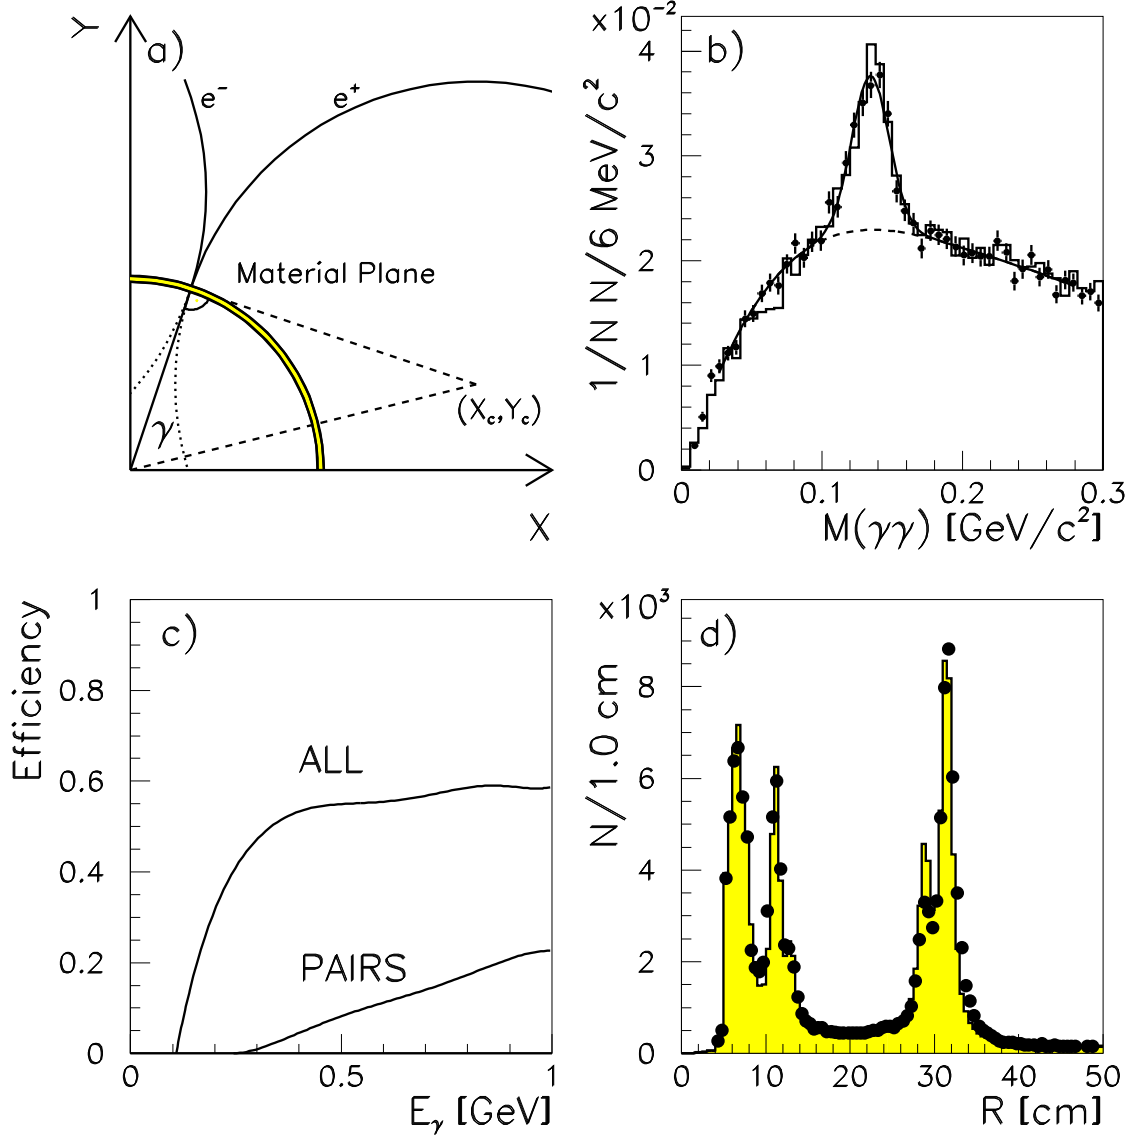 Y
a)
e⁻
e⁺
Material Plane
(X_c,Y_c)
γ
X
x10⁻²
b)
1/N N/6 MeV/c²
4
3
2
1
0
0 0.1 0.2 0.3
M(γγ) [GeV/c²]
c)
Efficiency
1
0.8
0.6
0.4
0.2
0
ALL
PAIRS
0 0.5 1
E_γ [GeV]
x10³
d)
N/1.0 cm
8
6
4
2
0
0 10 20 30 40 50
R [cm]